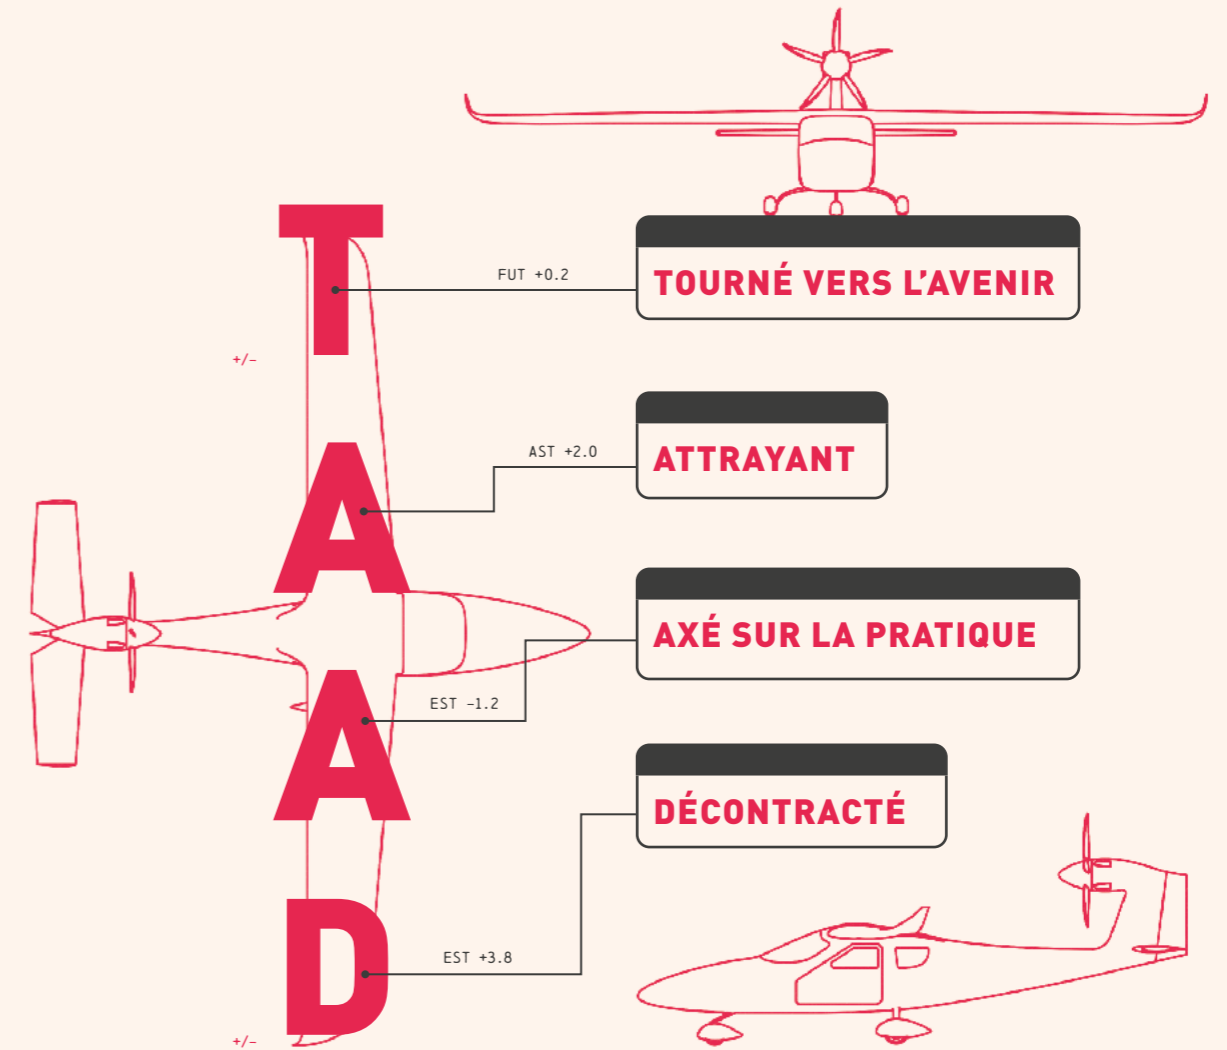 T
FUT +0.2
TOURNÉ VERS L'AVENIR
+/-
A
AST +2.0
ATTRAYANT
A
EST -1.2
AXÉ SUR LA PRATIQUE
D
EST +3.8
DÉCONTRACTÉ
+/-